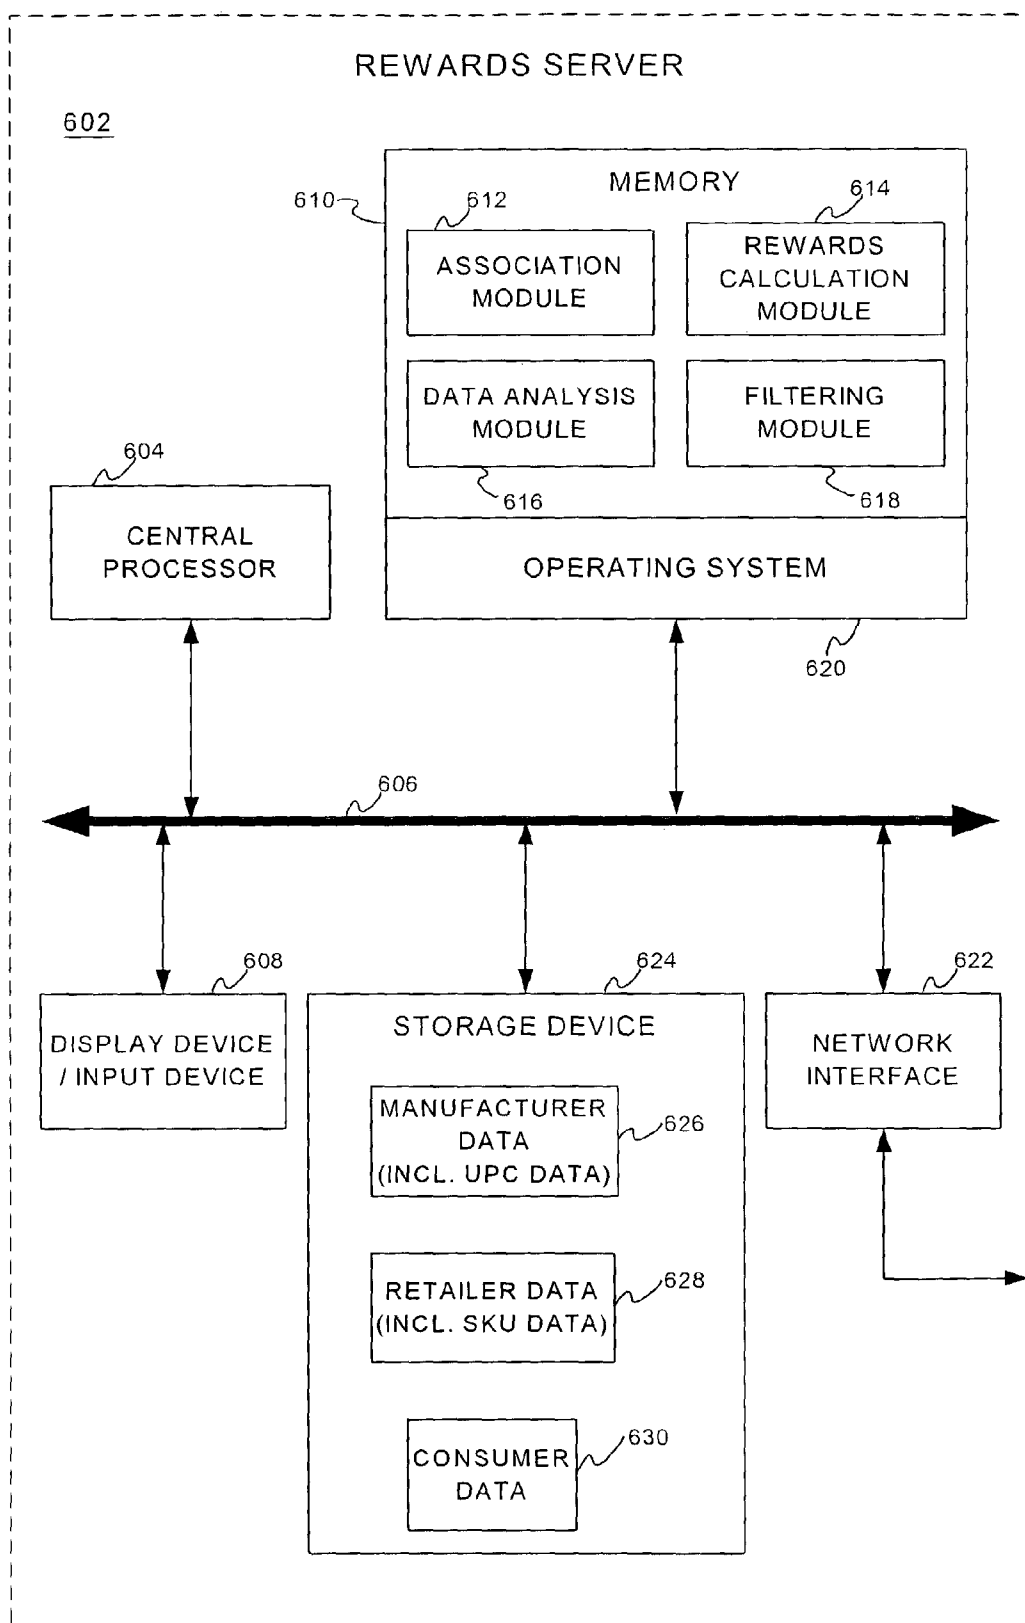 REWARDS SERVER
602
MEMORY
610
612
614
ASSOCIATION
MODULE
REWARDS
CALCULATION
MODULE
DATA ANALYSIS
MODULE
FILTERING
MODULE
616
618
604
CENTRAL
PROCESSOR
OPERATING SYSTEM
620
606
608
624
622
DISPLAY DEVICE
/ INPUT DEVICE
STORAGE DEVICE
NETWORK
INTERFACE
MANUFACTURER
DATA
(INCL. UPC DATA)
626
RETAILER DATA
(INCL. SKU DATA)
628
CONSUMER
DATA
630